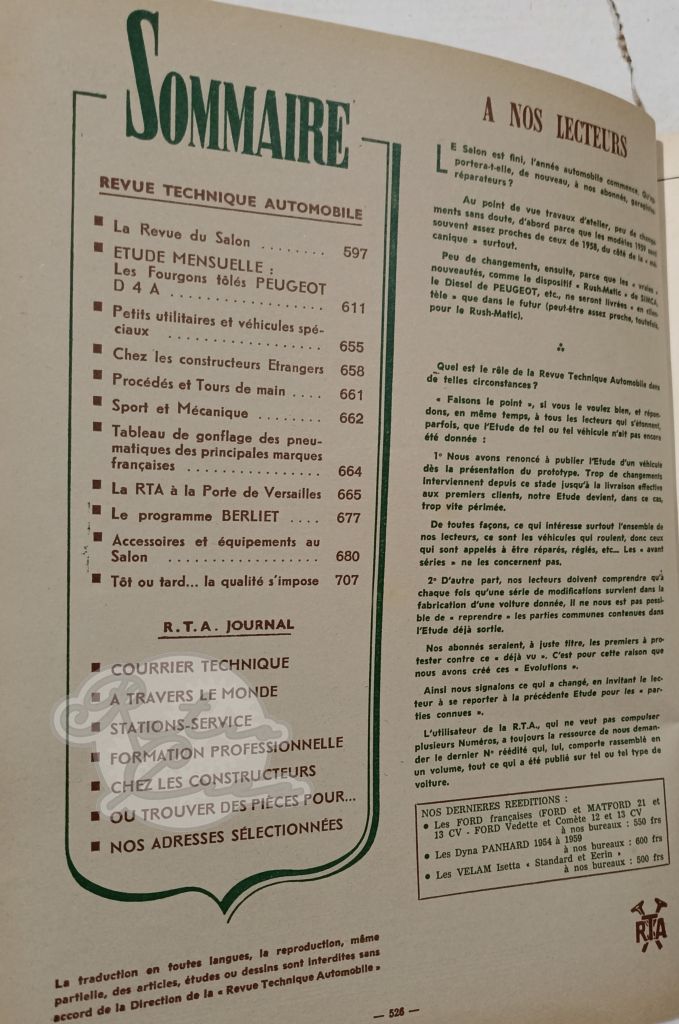 SOMMAIRE
REVUE TECHNIQUE AUTOMOBILE
La Revue du Salon ........ 597
ETUDE MENSUELLE :
Les Fourgons tôlés PEUGEOT
D 4 A .................. 611
Petits utilitaires et véhicules spé-
ciaux .................. 655
Chez les constructeurs Etrangers 658
Procédés et Tours de main .... 661
Sport et Mécanique ........ 662
Tableau de gonflage des pneu-
matiques des principales marques
françaises ................ 664
La RTA à la Porte de Versailles 665
Le programme BERLIET .... 677
Accessoires et équipements au
Salon .................. 680
Tôt ou tard... la qualité s'impose 707
R.T.A. JOURNAL
COURRIER TECHNIQUE
A TRAVERS LE MONDE
STATIONS-SERVICE
FORMATION PROFESSIONNELLE
CHEZ LES CONSTRUCTEURS
OU TROUVER DES PIÈCES POUR...
NOS ADRESSES SÉLECTIONNÉES
La traduction en toutes langues, la reproduction, même
partielle, des articles, études ou dessins sont interdites sans
accord de la Direction de la « Revue Technique Automobile »
A NOS LECTEURS
LE Salon est fini, l'année automobile commence. Qu'ap-
portera-t-elle, de nouveau, à nos abonnés, garagistes
réparateurs ?
Au point de vue travaux d'atelier, peu de change-
ments sans doute, d'abord parce que les modèles 1959 sont
souvent assez proches de ceux de 1958, du côté de la « mé-
canique » surtout.
Peu de changements, ensuite, parce que les « vraies »
nouveautés, comme le dispositif « Rush-Matic » de SIMCA,
le Diesel de PEUGEOT, etc., ne seront livrées « en clien-
tèle » que dans le futur (peut-être assez proche, toutefois,
pour le Rush-Matic).
Quel est le rôle de la Revue Technique Automobile dans
de telles circonstances ?
« Faisons le point », si vous le voulez bien, et répon-
dons, en même temps, à tous les lecteurs qui s'étonnent,
parfois, que l'Etude de tel ou tel véhicule n'ait pas encore
été donnée :
1° Nous avons renoncé à publier l'Etude d'un véhicule
dès la présentation du prototype. Trop de changements
interviennent depuis ce stade jusqu'à la livraison effective
aux premiers clients, notre Etude devient, dans ce cas,
trop vite périmée.
De toutes façons, ce qui intéresse surtout l'ensemble de
nos lecteurs, ce sont les véhicules qui roulent, donc ceux
qui sont appelés à être réparés, réglés, etc... Les « avant
séries » ne les concernent pas.
2° D'autre part, nos lecteurs doivent comprendre qu'à
chaque fois qu'une série de modifications survient dans la
fabrication d'une voiture donnée, il ne nous est pas possi-
ble de « reprendre » les parties communes contenues dans
l'Etude déjà sortie.
Nos abonnés seraient, à juste titre, les premiers à pro-
tester contre ce « déjà vu ». C'est pour cette raison que
nous avons créé ces « Evolutions ».
Ainsi nous signalons ce qui a changé, en invitant le lec-
teur à se reporter à la précédente Etude pour les « par-
ties connues ».
L'utilisateur de la R.T.A., qui ne veut pas compulser
plusieurs Numéros, a toujours la ressource de nous deman-
der le dernier N° réédité qui, lui, comporte rassemblé en
un volume, tout ce qui a été publié sur tel ou tel type de
voiture.
NOS DERNIERES REEDITIONS :
Les FORD françaises (FORD et MATFORD 21 et
13 CV - FORD Vedette et Comète 12 et 13 CV
à nos bureaux : 550 frs
Les Dyna PANHARD 1954 à 1959
à nos bureaux : 600 frs
Les VELAM Isetta « Standard et Ecrin »
à nos bureaux : 500 frs
RTA
— 526 —